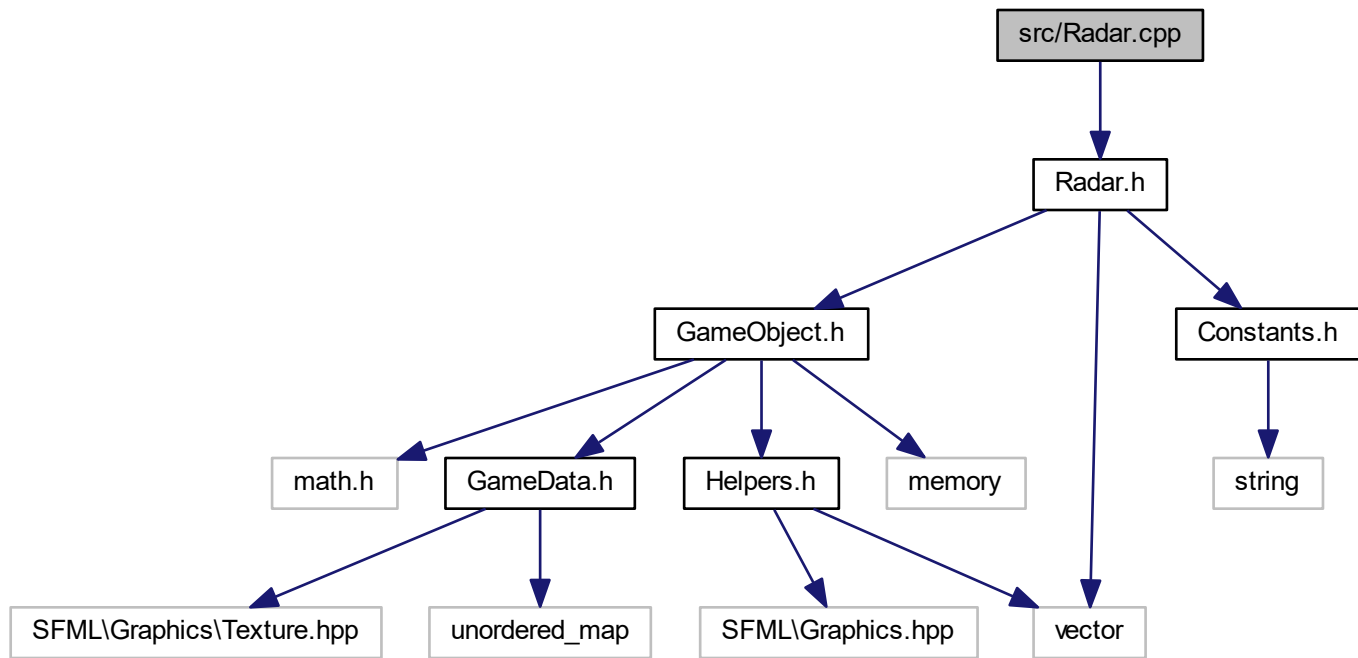 src/Radar.cpp
Radar.h
GameObject.h
Constants.h
math.h
GameData.h
Helpers.h
memory
string
SFML\Graphics\Texture.hpp
unordered_map
SFML\Graphics.hpp
vector